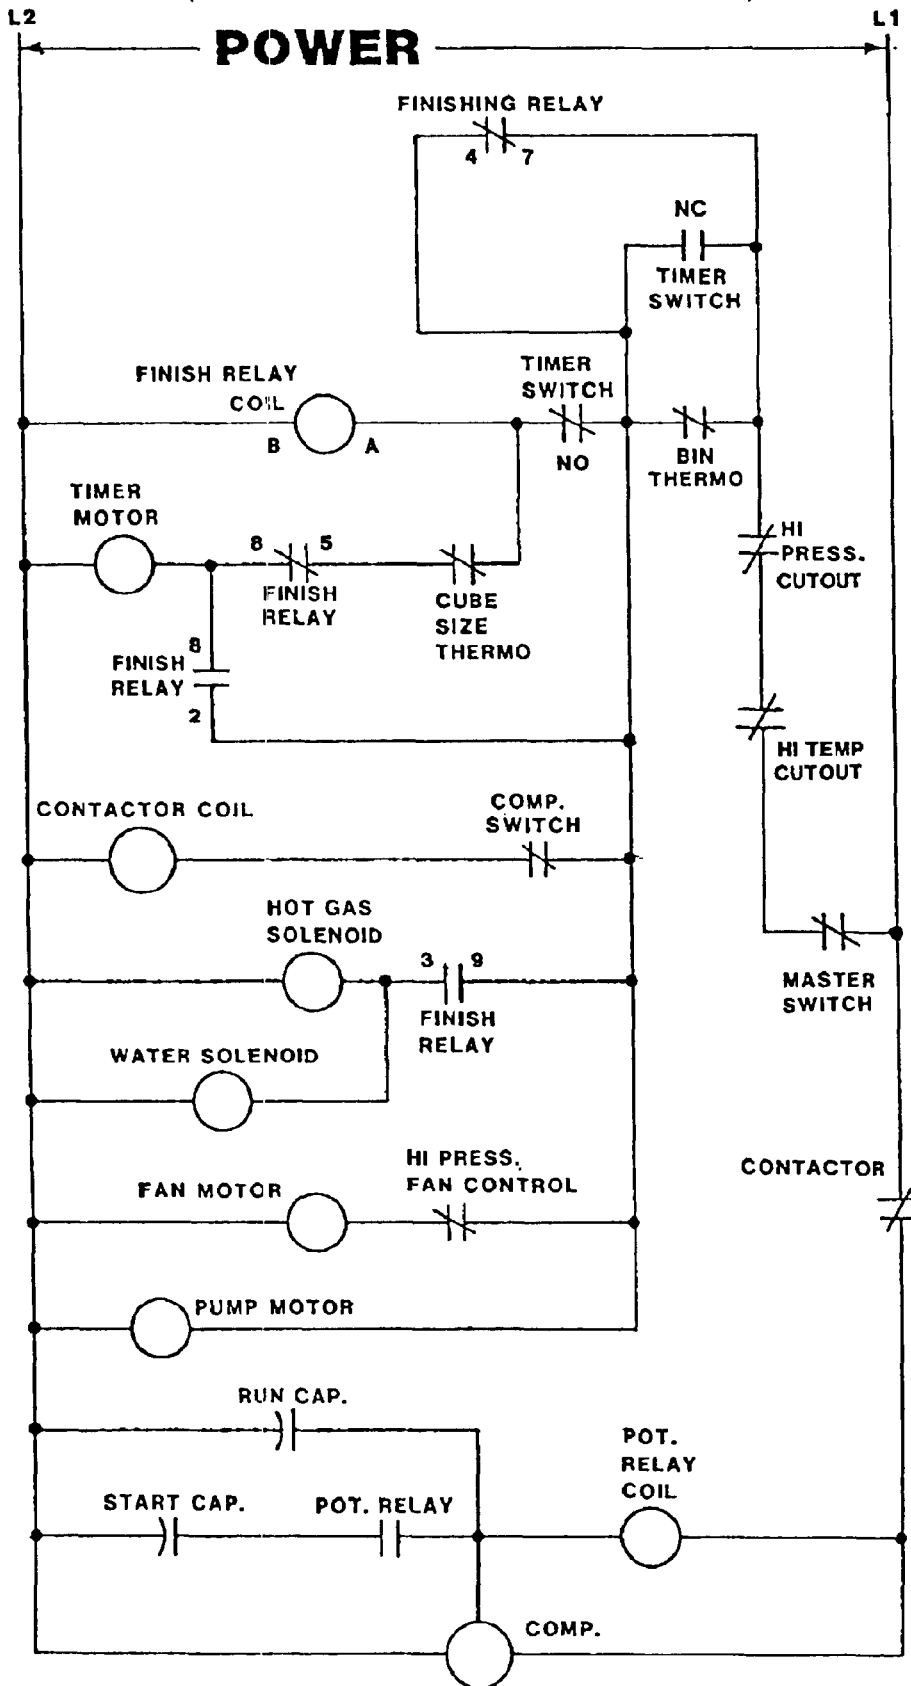 L2
L1
POWER
FINISHING RELAY
4 7
NC
TIMER
SWITCH
TIMER
SWITCH
FINISH RELAY
COIL
B A
NO
BIN
THERMO
TIMER
MOTOR
8 5
FINISH
RELAY
CUBE
SIZE
THERMO
HI
PRESS.
CUTOUT
8
FINISH
RELAY
2
HI TEMP
CUTOUT
CONTACTOR COIL
COMP.
SWITCH
HOT GAS
SOLENOID
3 9
FINISH
RELAY
MASTER
SWITCH
WATER SOLENOID
HI PRESS.
FAN CONTROL
CONTACTOR
FAN MOTOR
PUMP MOTOR
RUN CAP.
POT.
RELAY
COIL
START CAP.
POT. RELAY
COMP.